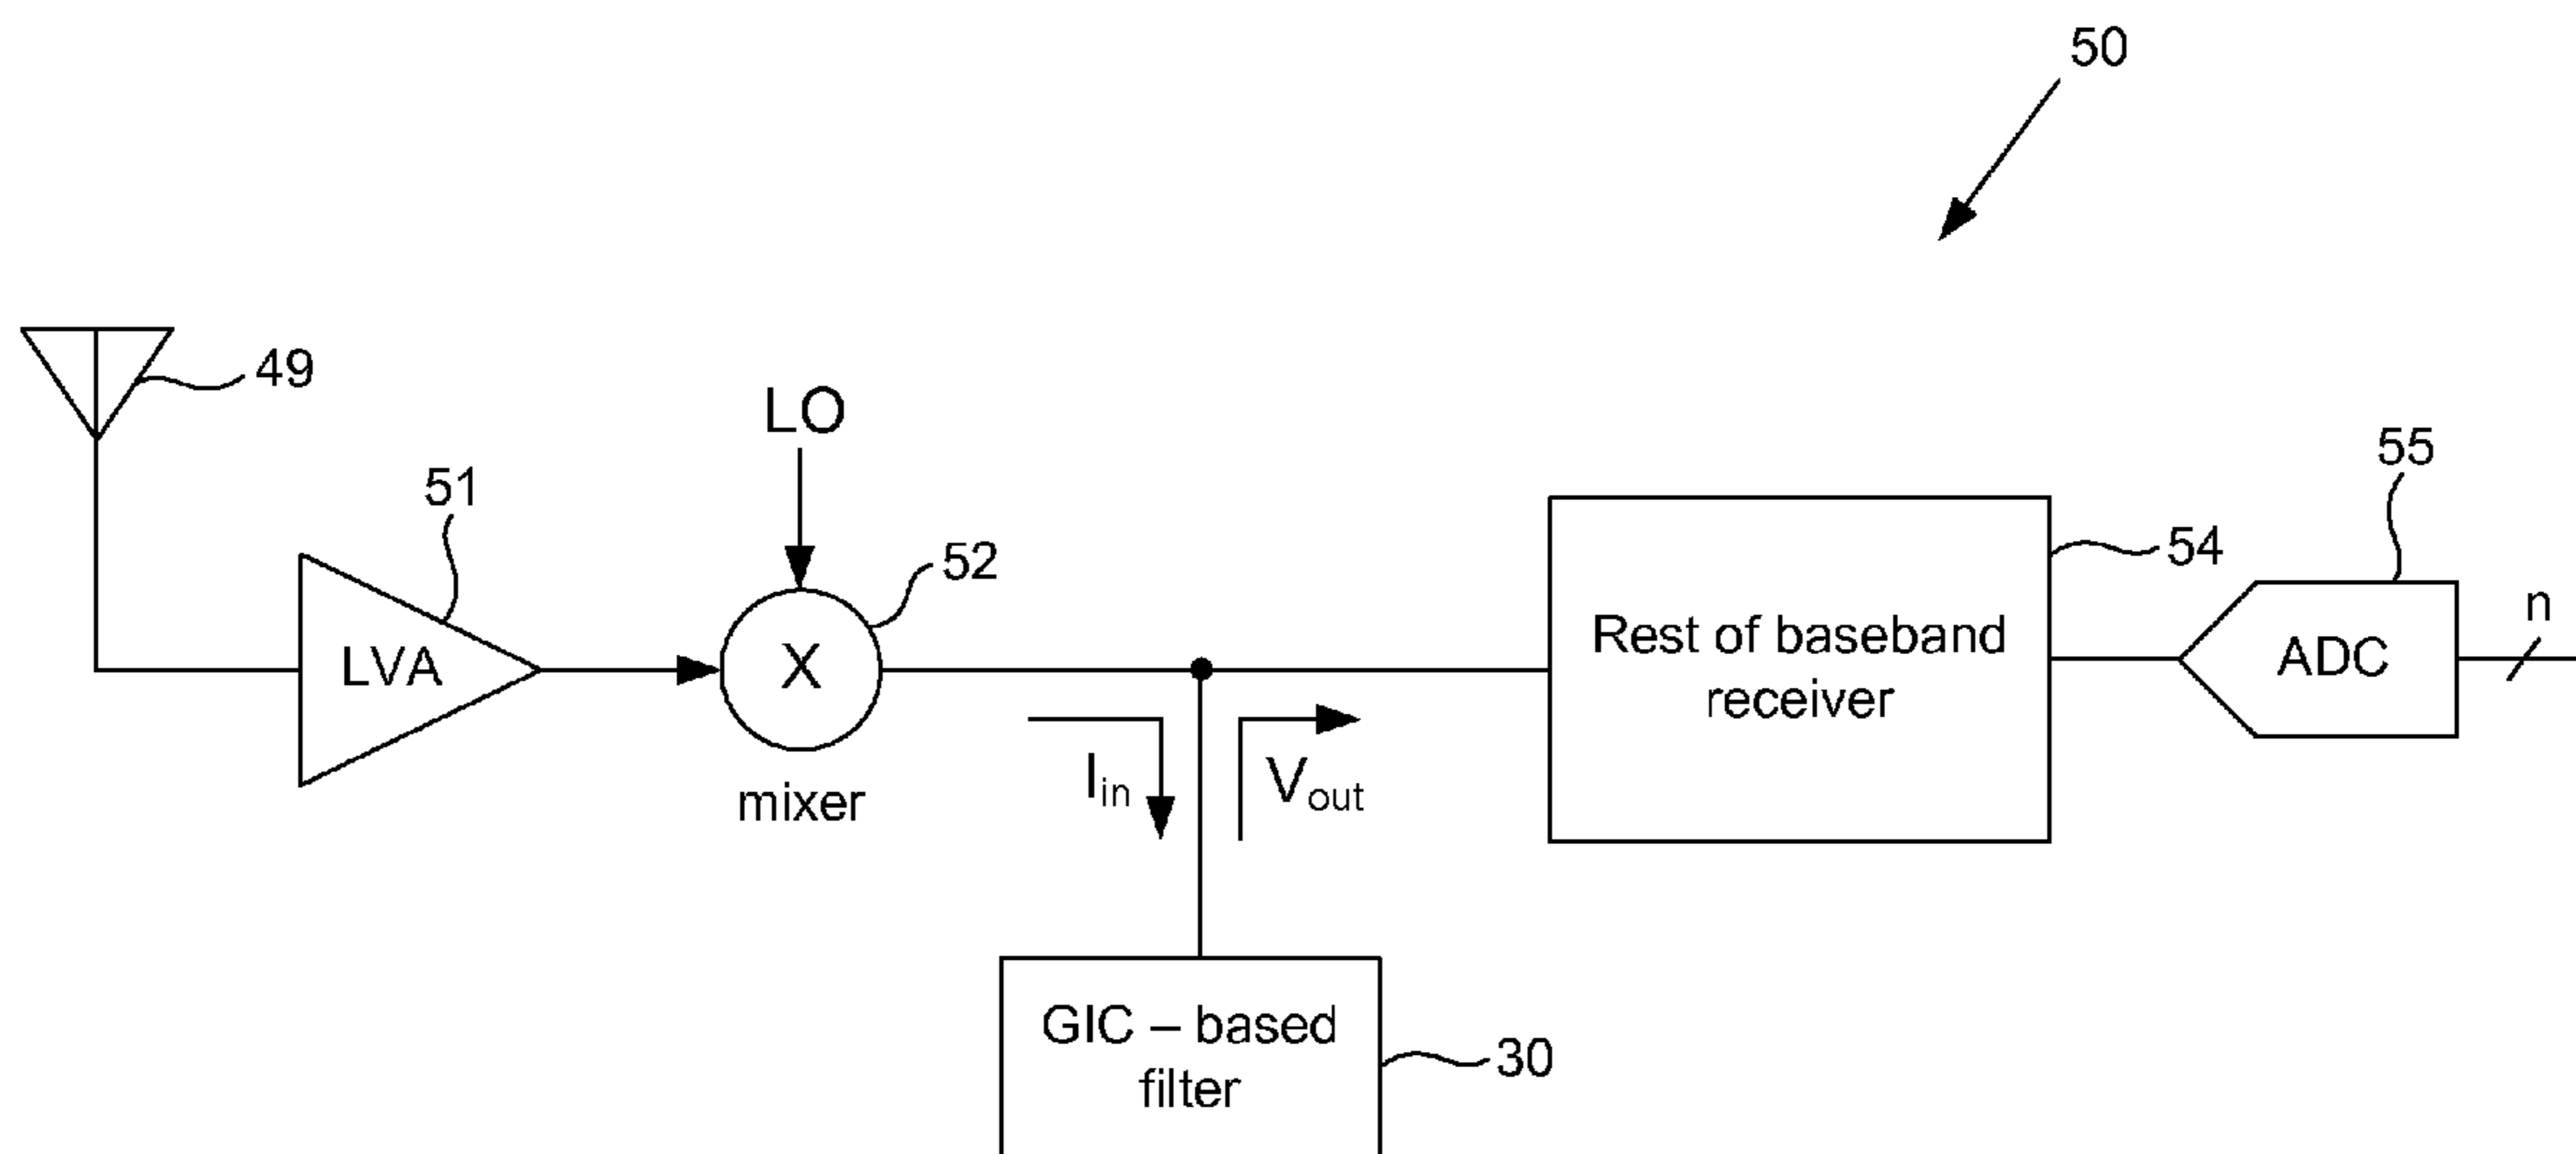 50
49
LO
51
52
55
54
n
LVA
X
Rest of baseband
receiver
ADC
mixer
Iin
Vout
GIC – based
filter
30